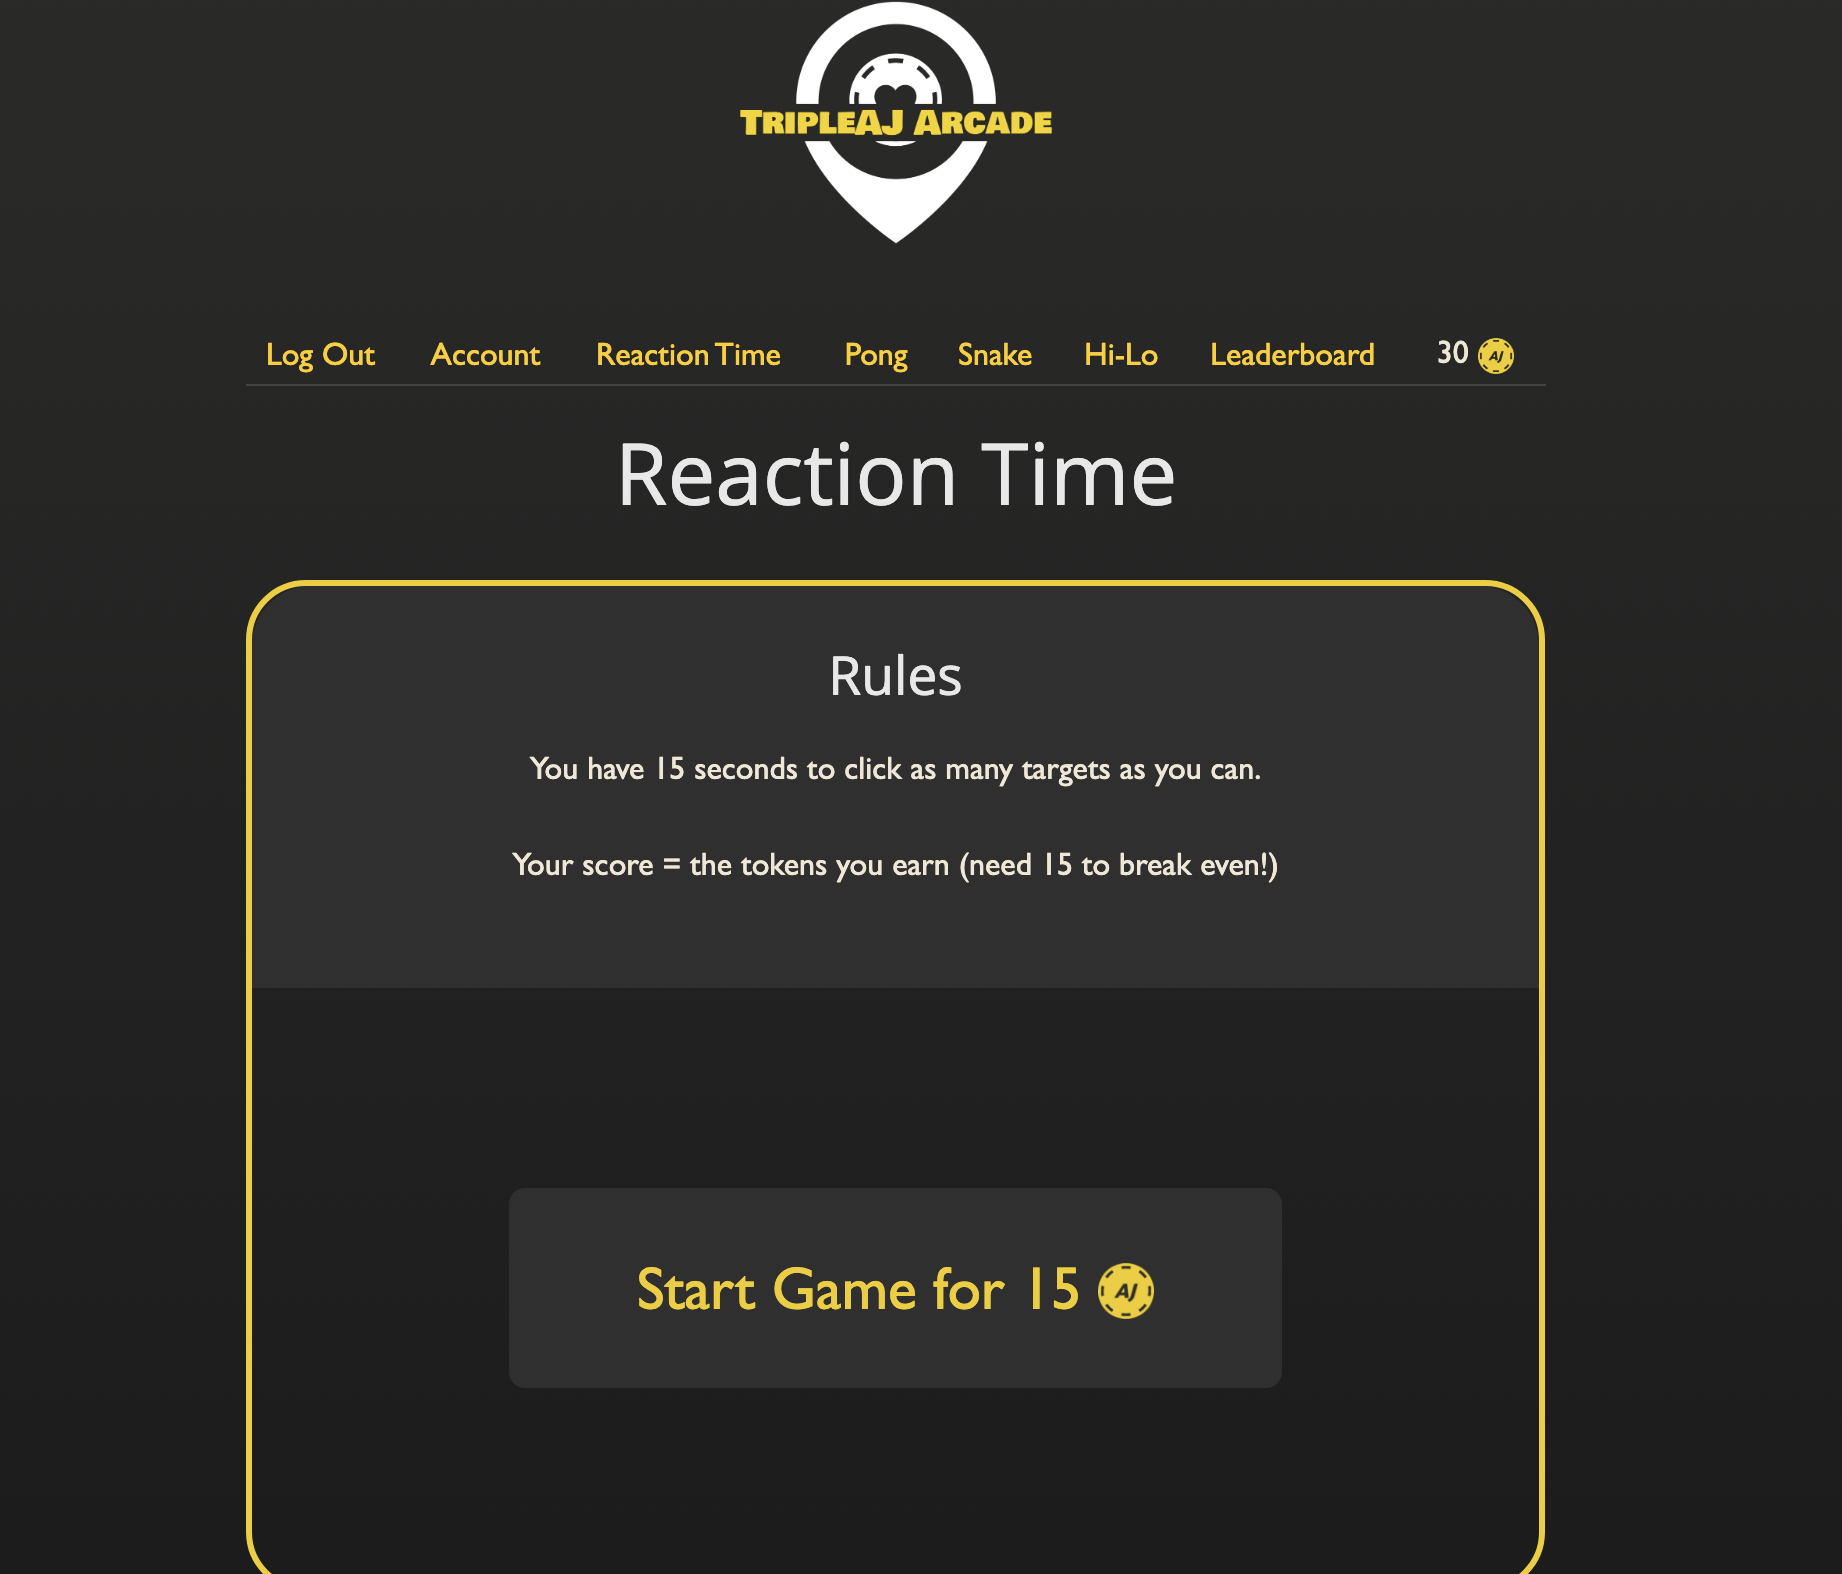 TripleAJ Arcade
Log Out Account Reaction Time Pong Snake Hi-Lo Leaderboard 30 AJ
Reaction Time
Rules
You have 15 seconds to click as many targets as you can.
Your score = the tokens you earn (need 15 to break even!)
Start Game for 15 AJ